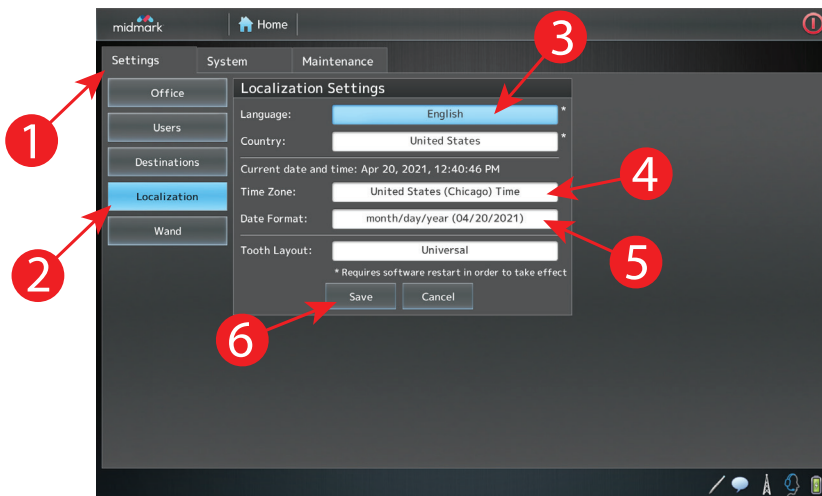 midmark
Home
Settings System Maintenance
Office
Users
Destinations
Localization
Wand
Localization Settings
Language: English *
Country: United States *
Current date and time: Apr 20, 2021, 12:40:46 PM
Time Zone: United States (Chicago) Time
Date Format: month/day/year (04/20/2021)
Tooth Layout: Universal
* Requires software restart in order to take effect
Save Cancel
1
2
3
4
5
6